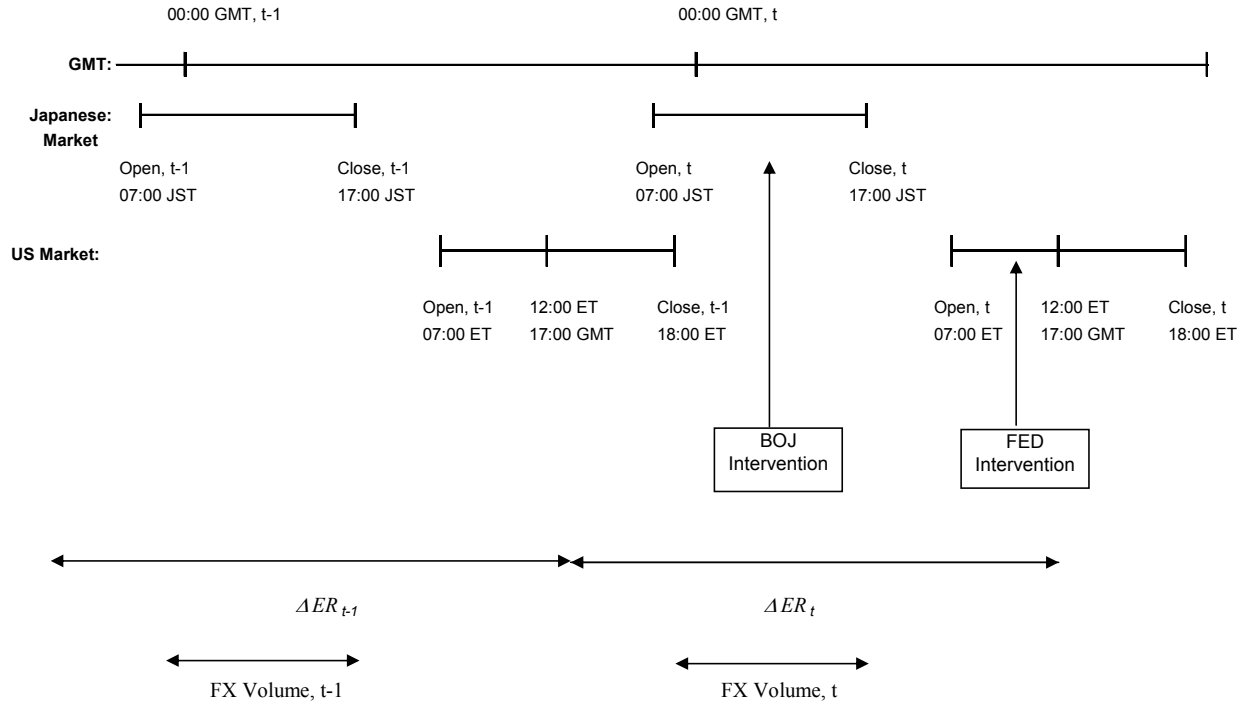 00:00 GMT, t-1
00:00 GMT, t
GMT:
Japanese:
Market
Open, t-1
07:00 JST
Close, t-1
17:00 JST
Open, t
07:00 JST
Close, t
17:00 JST
US Market:
Open, t-1
07:00 ET
12:00 ET
17:00 GMT
Close, t-1
18:00 ET
Open, t
07:00 ET
12:00 ET
17:00 GMT
Close, t
18:00 ET
BOJ
Intervention
FED
Intervention
ΔER t-1
ΔER t
FX Volume, t-1
FX Volume, t